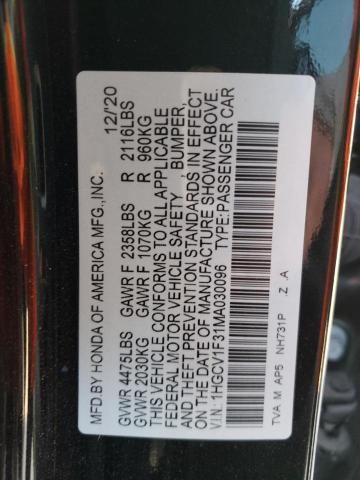 MFD.BY HONDA OF AMERICA MFG.,INC. 12/'20
GVWR 4475LBS GAWR F 2358LBS R 2116LBS
GVWR 2030KG GAWR F 1070KG R 960KG
THIS VEHICLE CONFORMS TO ALL APPLICABLE
FEDERAL MOTOR VEHICLE SAFETY, BUMPER,
AND THEFT PREVENTION STANDARDS IN EFFECT
ON THE DATE OF MANUFACTURE SHOWN ABOVE.
V.I.N.: 1HGCV1F31MA030096 TYPE:PASSENGER CAR
TVA M AP5 NH731P .Z .A